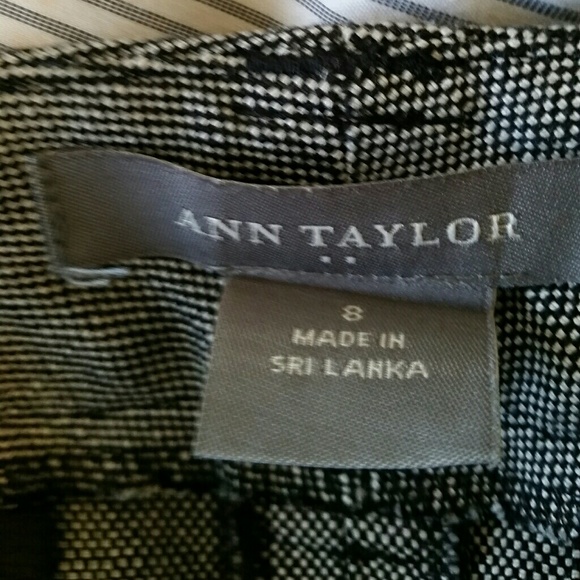 ANN TAYLOR
8
MADE IN
SRI LANKA